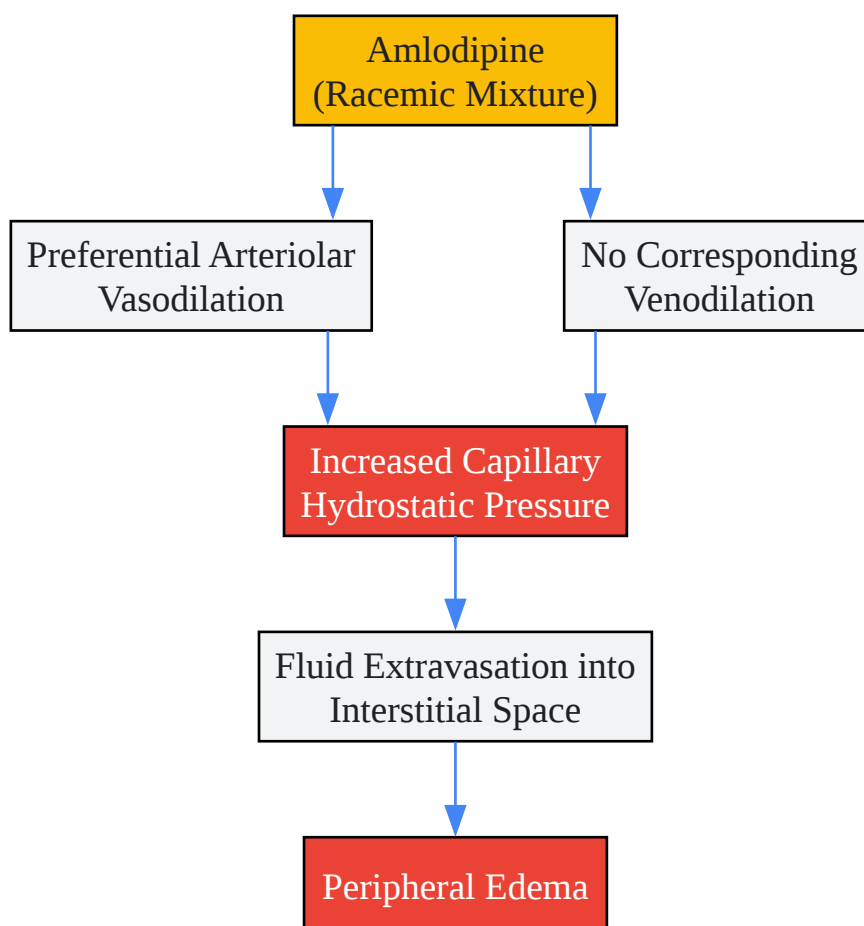 Amlodipine
(Racemic Mixture)
Preferential Arteriolar
Vasodilation
No Corresponding
Venodilation
Increased Capillary
Hydrostatic Pressure
Fluid Extravasation into
Interstitial Space
Peripheral Edema